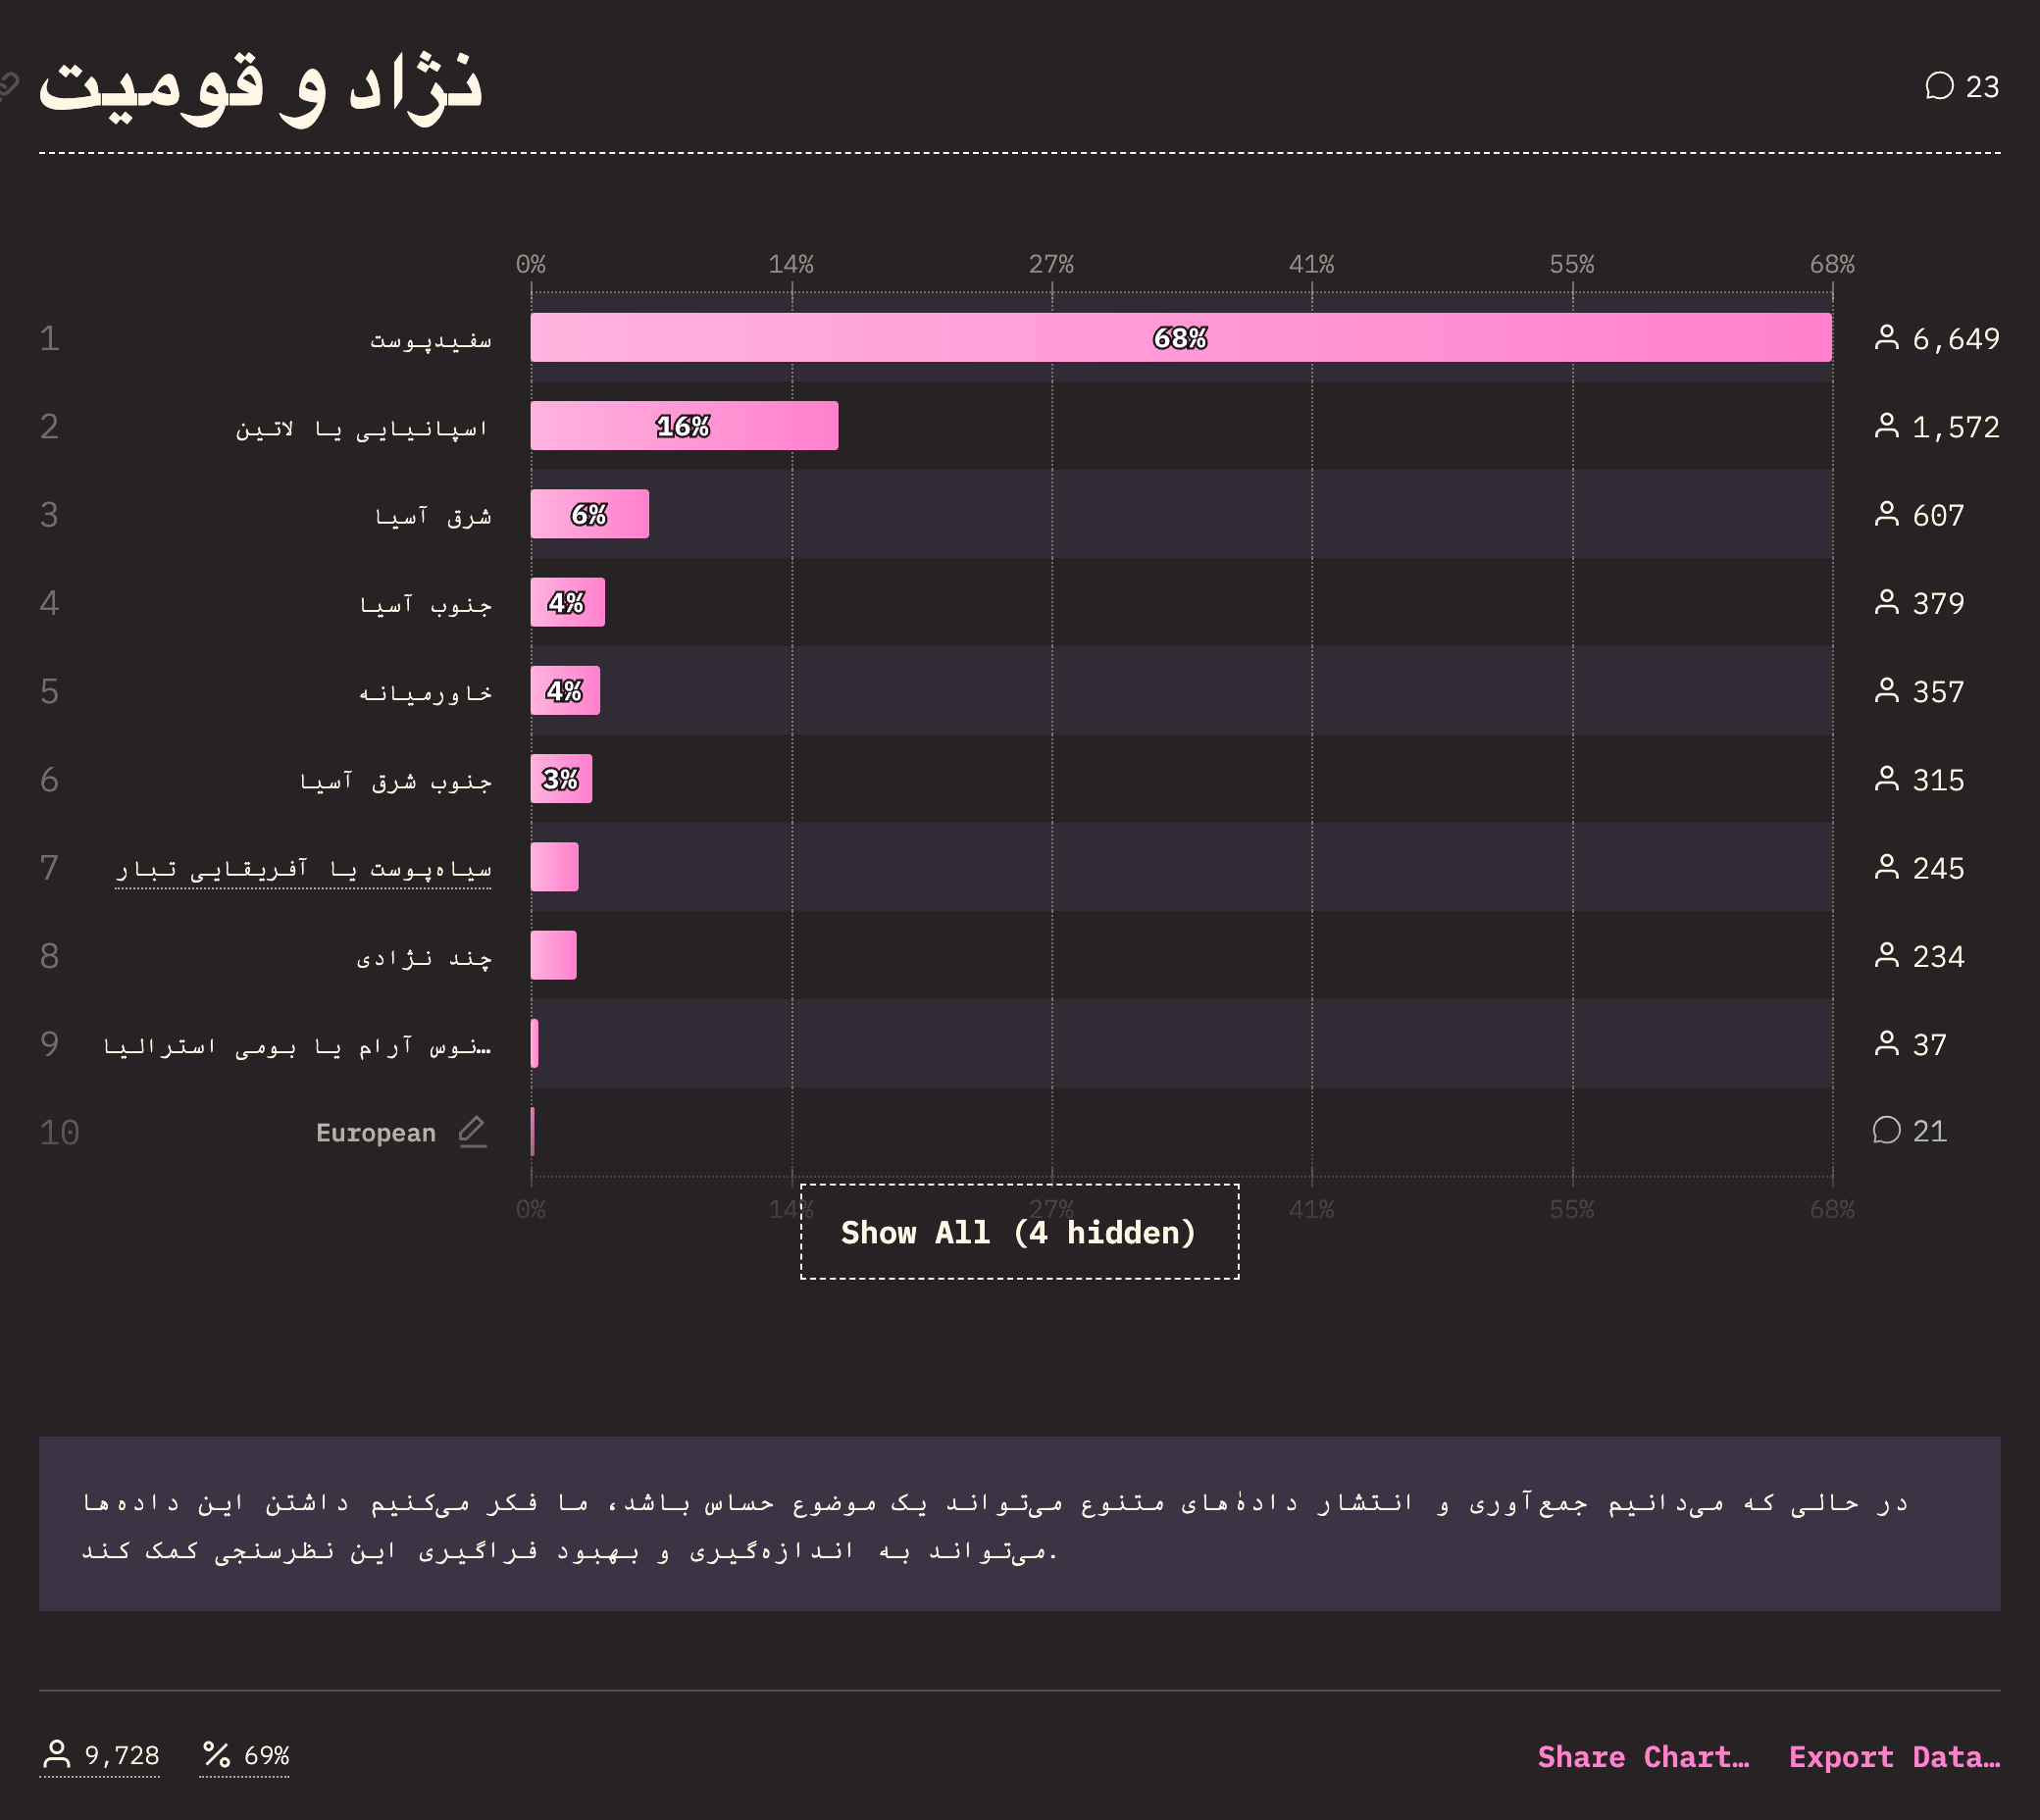 نژاد و قومیت
23
0% 14% 27% 41% 55% 68%
1 سفیدپوست 68% 6,649
2 اسپانیایی یا لاتین 16% 1,572
3 شرق آسیا 6% 607
4 جنوب آسیا 4% 379
5 خاورمیانه 4% 357
6 جنوب شرق آسیا 3% 315
7 سیاه‌پوست یا آفریقایی تبار 245
8 چند نژادی 234
9 …نوس آرام یا بومی استرالیا 37
10 European 21
0% 14% 27% 41% 55% 68%
Show All (4 hidden)
در حالی که می‌دانیم جمع‌آوری و انتشار دادهٔ‌های متنوع می‌تواند یک موضوع حساس باشد، ما فکر می‌کنیم داشتن این داده‌ها
می‌تواند به اندازه‌گیری و بهبود فراگیری این نظرسنجی کمک کند.
9,728 69% Share Chart… Export Data…